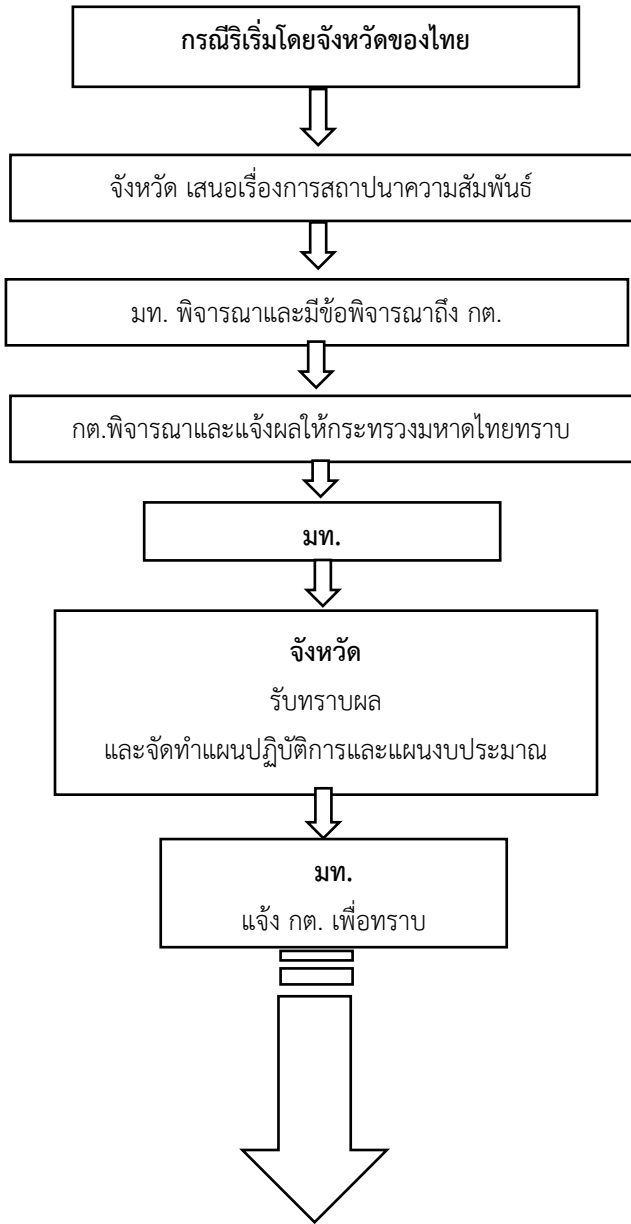 กรณีริเริ่มโดยจังหวัดของไทย
จังหวัด เสนอเรื่องการสถาปนาความสัมพันธ์
มท. พิจารณาและมีข้อพิจารณาถึง กต.
กต.พิจารณาและแจ้งผลให้กระทรวงมหาดไทยทราบ
มท.
จังหวัด
รับทราบผล
และจัดทำแผนปฏิบัติการและแผนงบประมาณ
มท.
แจ้ง กต. เพื่อทราบ